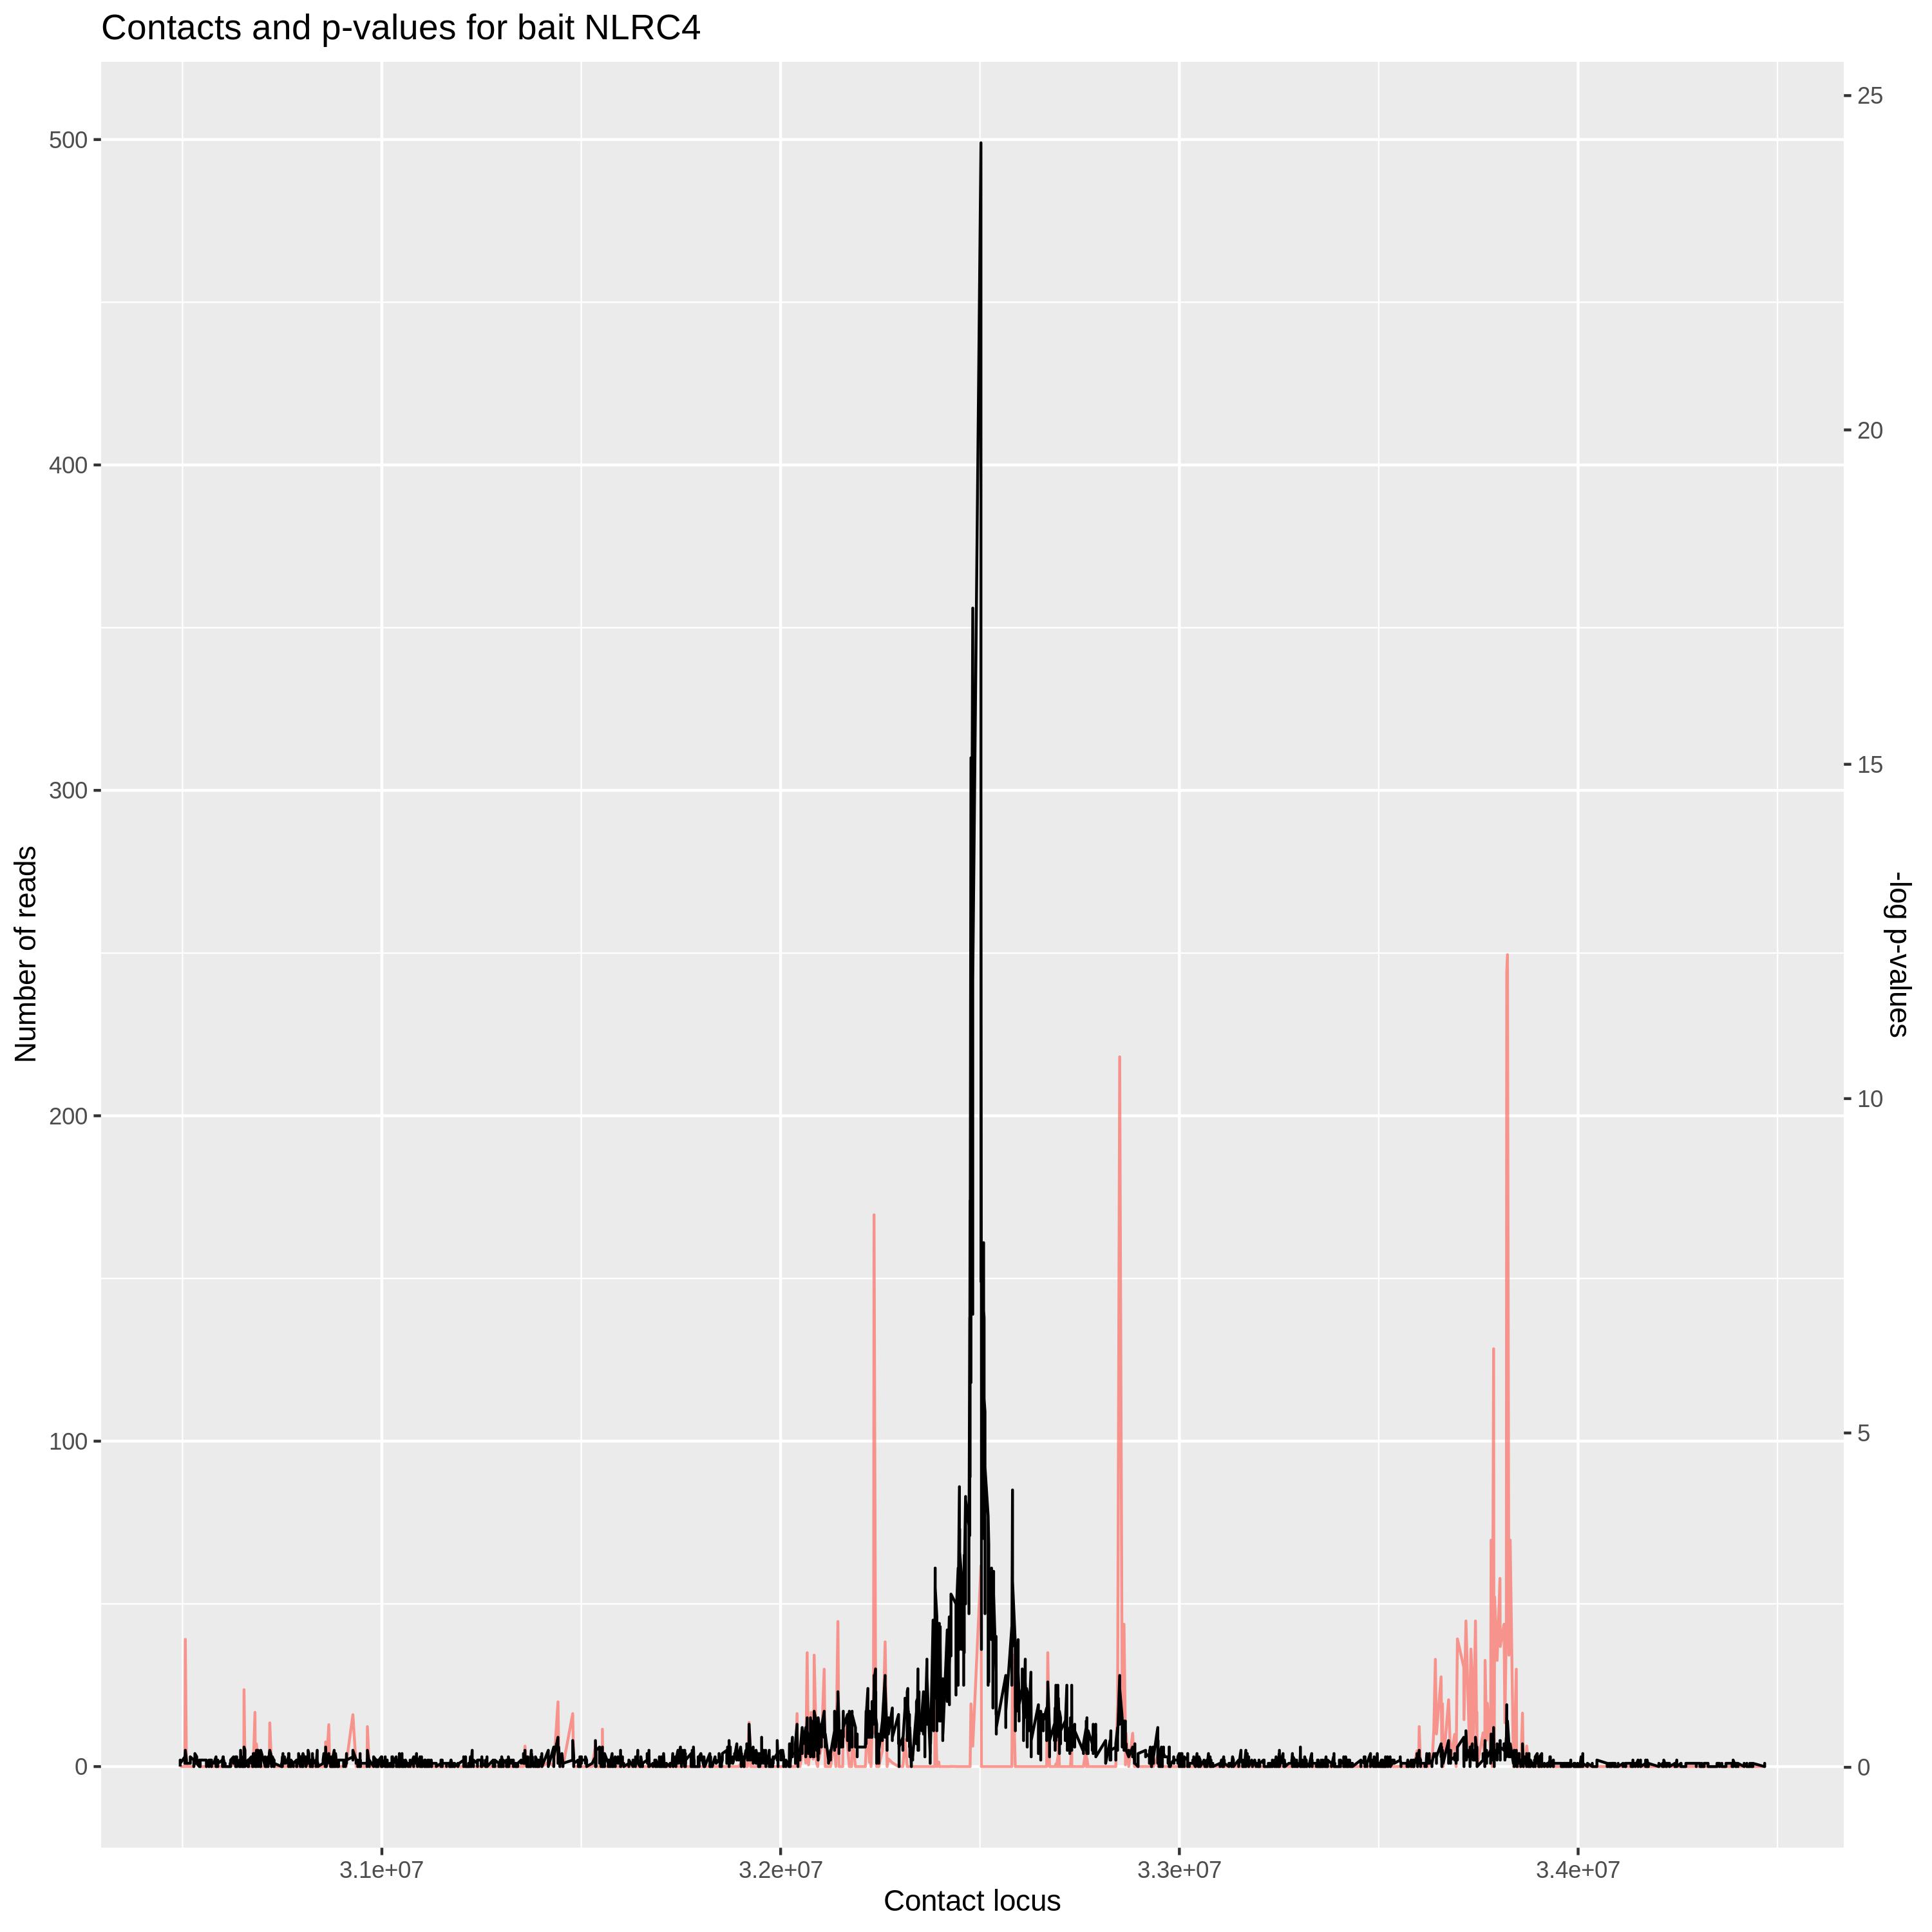 Contacts and p-values for bait NLRC4
Number of reads
500
400
300
200
100
0
25
20
15
10
5
0
-log p-values
3.1e+07
3.2e+07
3.3e+07
3.4e+07
Contact locus